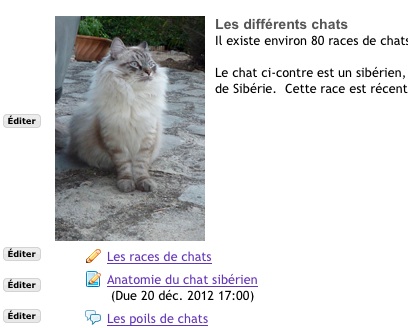 Les différents chats
Il existe environ 80 races de chats
Le chat ci-contre est un sibérien,
de Sibérie. Cette race est récent
Éditer
Éditer
Les races de chats
Éditer
Anatomie du chat sibérien
(Due 20 déc. 2012 17:00)
Éditer
Les poils de chats